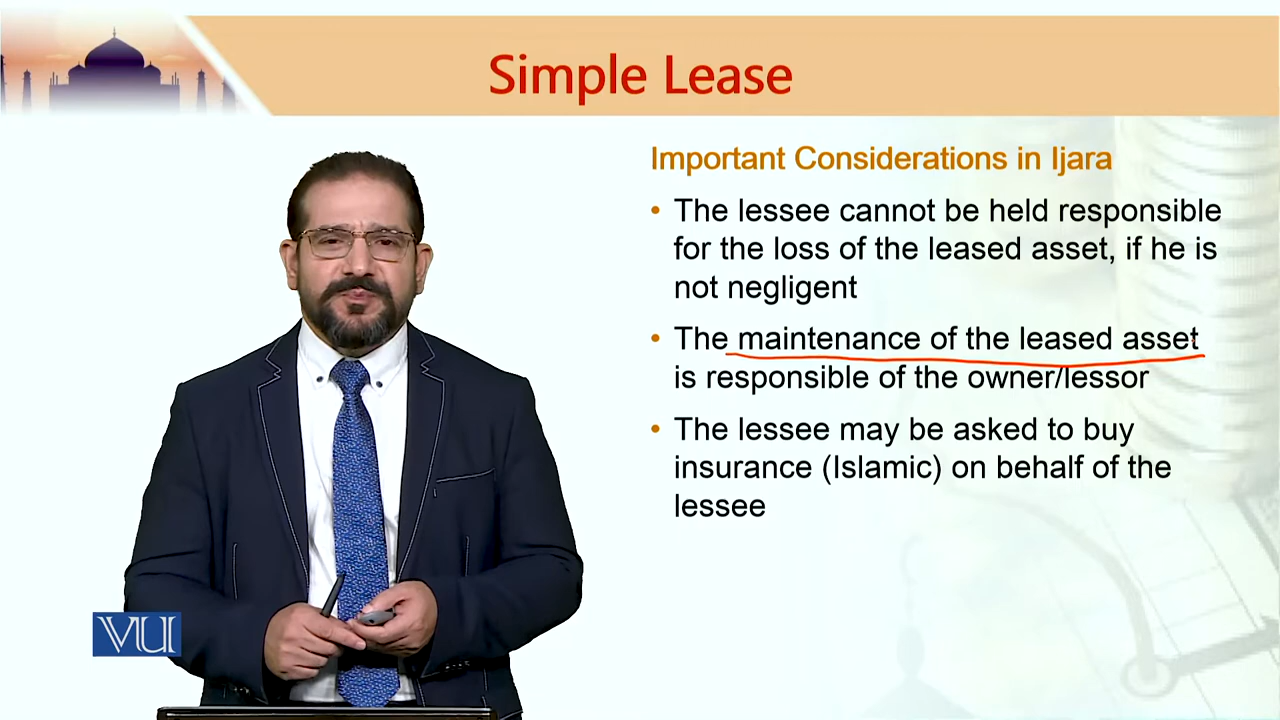 Simple Lease
Important Considerations in Ijara
• The lessee cannot be held responsible
for the loss of the leased asset, if he is
not negligent
• The maintenance of the leased asset
is responsible of the owner/lessor
• The lessee may be asked to buy
insurance (Islamic) on behalf of the
lessee
VU